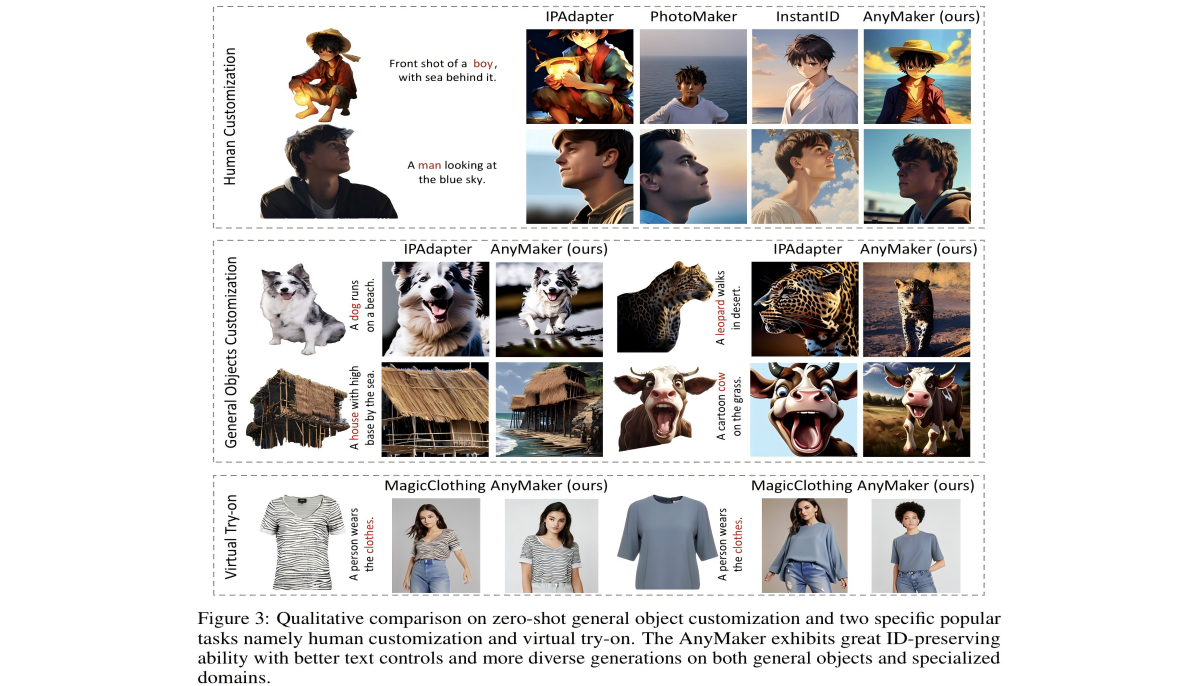 IPAdapter PhotoMaker InstantID AnyMaker (ours)
Human Customization
Front shot of a boy,
with sea behind it.
A man looking at
the blue sky.
IPAdapter AnyMaker (ours) IPAdapter AnyMaker (ours)
General Objects Customization
A dog runs
on a beach.
A leopard walks
in desert.
A house with high
base by the sea.
A cartoon cow
on the grass.
MagicClothing AnyMaker (ours) MagicClothing AnyMaker (ours)
Virtual Try-on
A person wears
the clothes.
A person wears
the clothes.
Figure 3: Qualitative comparison on zero-shot general object customization and two specific popular
tasks namely human customization and virtual try-on. The AnyMaker exhibits great ID-preserving
ability with better text controls and more diverse generations on both general objects and specialized
domains.